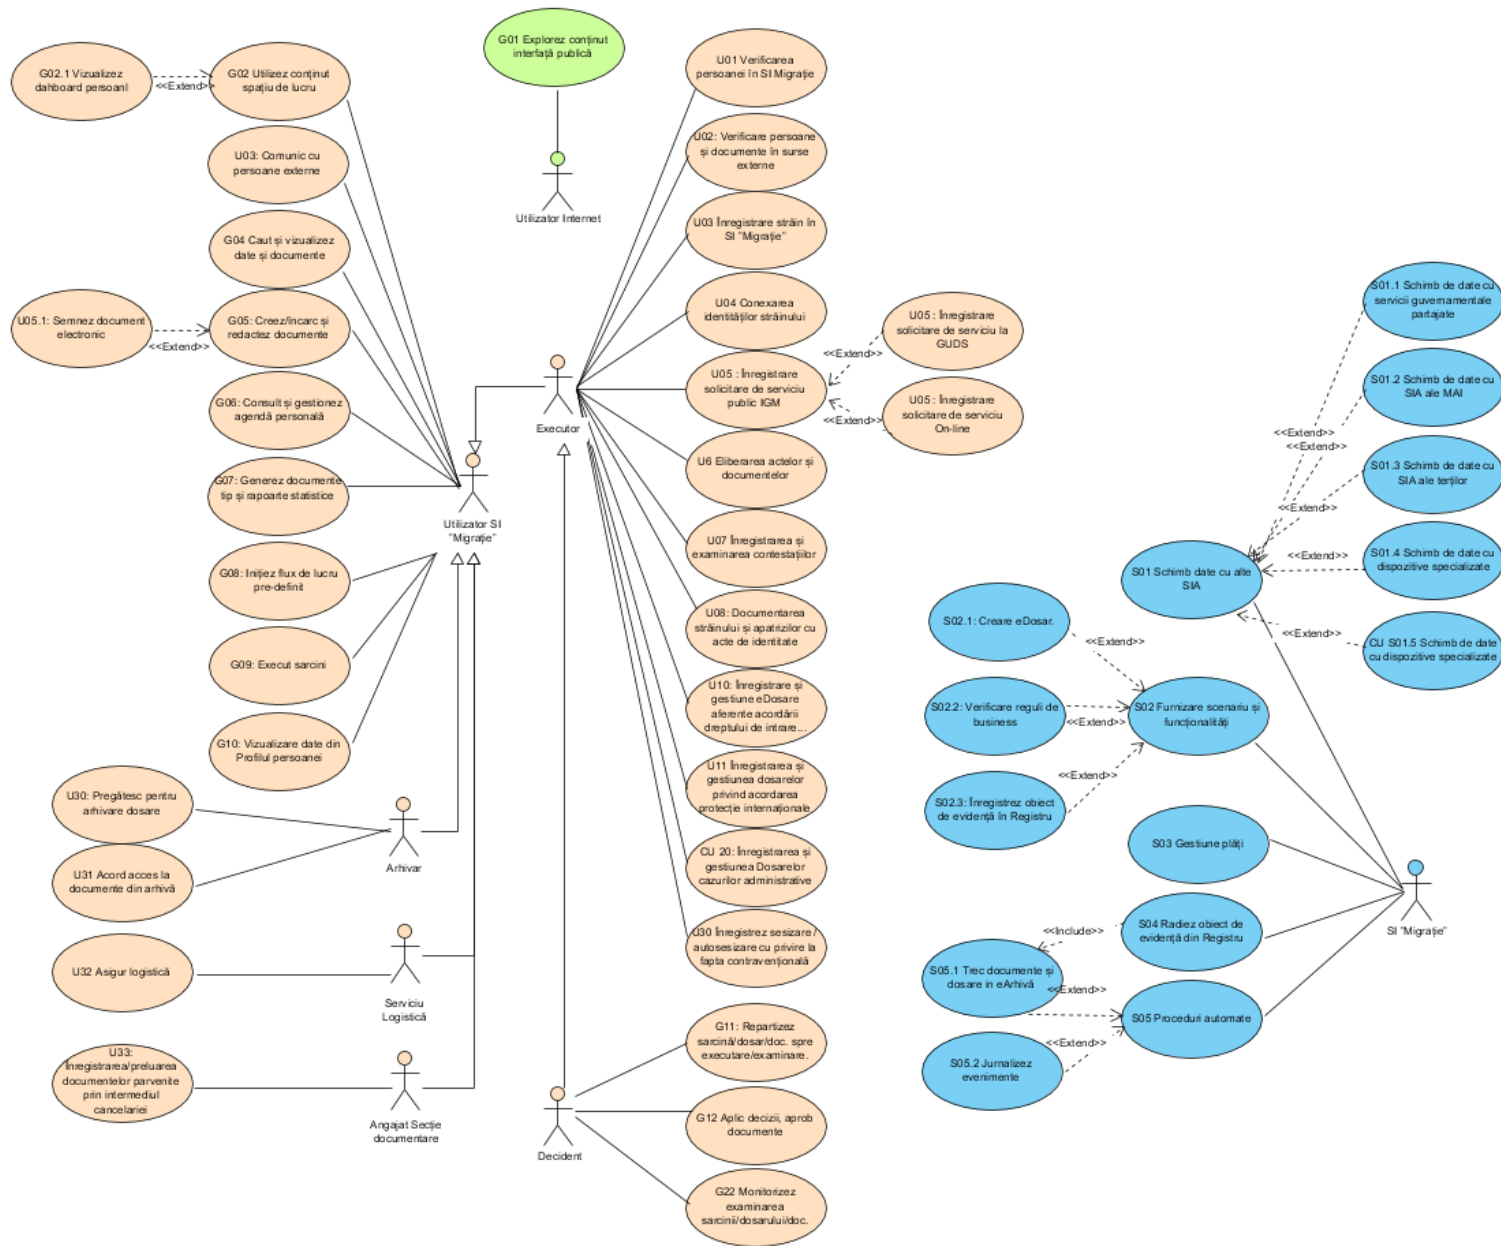 G01 Explorez conținut
interfață publică
Utilizator Internet
G02.1 Vizualizez
dahboard persoanl
<<Extend>>
G02 Utilizez conținut
spațiu de lucru
U03: Comunic cu
persoane externe
G04 Caut și vizualizez
date și documente
U05.1: Semnez document
electronic
<<Extend>>
G05: Creez/încarc și
redactez documente
G06: Consult și gestionez
agendă personală
G07: Generez documente
tip și rapoarte statistice
G08: Inițiez flux de lucru
pre-definit
G09: Execut sarcini
G10: Vizualizare date din
Profilul persoanei
Utilizator SI
"Migrație"
U30: Pregătesc pentru
arhivare dosare
U31 Acord acces la
documente din arhivă
Arhivar
U32 Asigur logistică
Serviciu
Logistică
U33:
Înregistrarea/preluarea
documentelor parvenite
prin intermediul
cancelariei
Angajat Secție
documentare
Executor
U01 Verificarea
persoanei în SI Migrație
U02: Verificare persoane
și documente în surse
externe
U03 Înregistrare străin în
SI "Migrație"
U04 Conexarea
identităților străinului
U05 : Înregistrare
solicitare de serviciu
public IGM
<<Extend>>
U05 : Înregistrare
solicitare de serviciu la
GUDS
<<Extend>>
U05 : Înregistrare
solicitare de serviciu
On-line
U6 Eliberarea actelor și
documentelor
U07 Înregistrarea și
examinarea contestațiilor
U08: Documentarea
străinului și apatrizilor cu
acte de identitate
U10: Înregistrare și
gestiune eDosare
aferente acordării
dreptului de intrare...
U11 Înregistrarea și
gestiunea dosarelor
privind acordarea
protecție internaționale
CU 20: Înregistrarea și
gestiunea Dosarelor
cazurilor administrative
U30 Înregistrez sesizare /
autosesizare cu privire la
fapta contravențională
Decident
G11: Repartizez
sarcină/dosar/doc. spre
executare/examinare.
G12 Aplic decizii, aprob
documente
G22 Monitorizez
examinarea
sarcinii/dosarului/doc.
S01.1 Schimb de date cu
servicii guvernamentale
partajate
<<Extend>>
S01.2 Schimb de date cu
SIA ale MAI
<<Extend>>
S01.3 Schimb de date cu
SIA ale terților
<<Extend>>
S01.4 Schimb de date cu
dispozitive specializate
<<Extend>>
CU S01.5 Schimb de date
cu dispozitive specializate
<<Extend>>
S01 Schimb date cu alte
SIA
S02.1: Creare eDosar.
<<Extend>>
S02.2: Verificare reguli de
business
<<Extend>>
S02 Furnizare scenariu și
funcționalități
S02.3: Înregistrez obiect
de evidență în Registru
<<Extend>>
S03 Gestiune plăți
S04 Radiez obiect de
evidență din Registru
<<Include>>
S05.1 Trec documente și
dosare in eArhivă
<<Extend>>
S05 Proceduri automate
S05.2 Jurnalizez
evenimente
<<Extend>>
SI "Migrație"